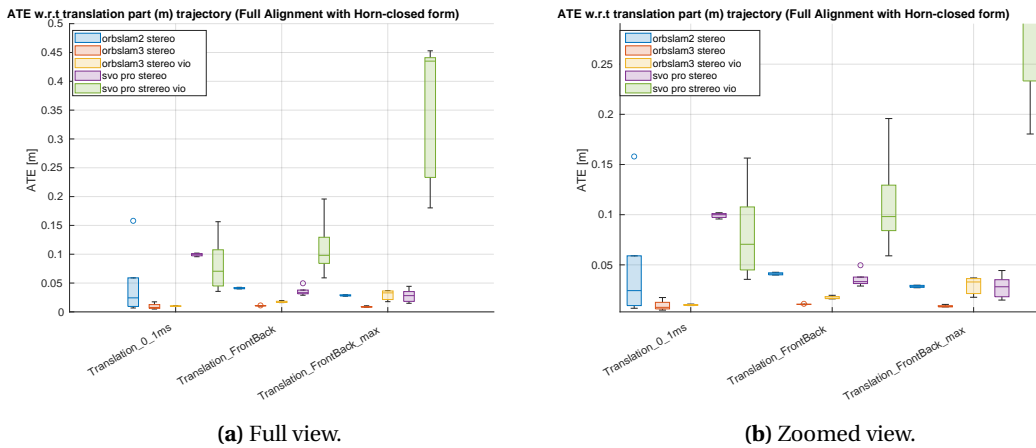 ATE w.r.t translation part (m) trajectory (Full Alignment with Horn-closed form)
orbslam2 stereo
orbslam3 stereo
orbslam3 stereo vio
svo pro stereo
svo pro strereo vio
ATE [m]
0.5
0.45
0.4
0.35
0.3
0.25
0.2
0.15
0.1
0.05
0
Translation_0_1ms
Translation_FrontBack
Translation_FrontBack_max
(a) Full view.
ATE w.r.t translation part (m) trajectory (Full Alignment with Horn-closed form)
orbslam2 stereo
orbslam3 stereo
orbslam3 stereo vio
svo pro stereo
svo pro strereo vio
ATE [m]
0.25
0.2
0.15
0.1
0.05
Translation_0_1ms
Translation_FrontBack
Translation_FrontBack_max
(b) Zoomed view.